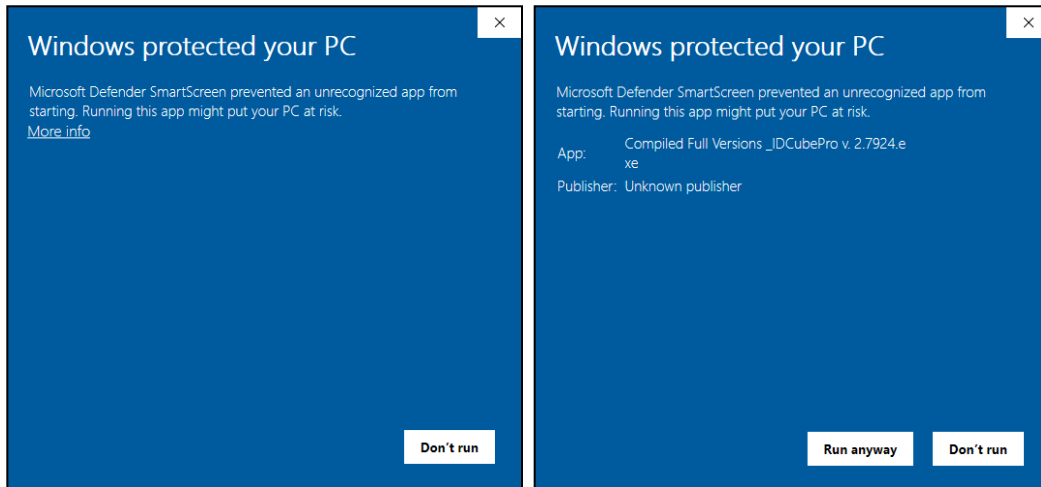 Windows protected your PC
Microsoft Defender SmartScreen prevented an unrecognized app from
starting. Running this app might put your PC at risk.
More info
Don't run
Windows protected your PC
Microsoft Defender SmartScreen prevented an unrecognized app from
starting. Running this app might put your PC at risk.
App: Compiled Full Versions _IDCubePro v. 2.7924.e
xe
Publisher: Unknown publisher
Run anyway Don't run